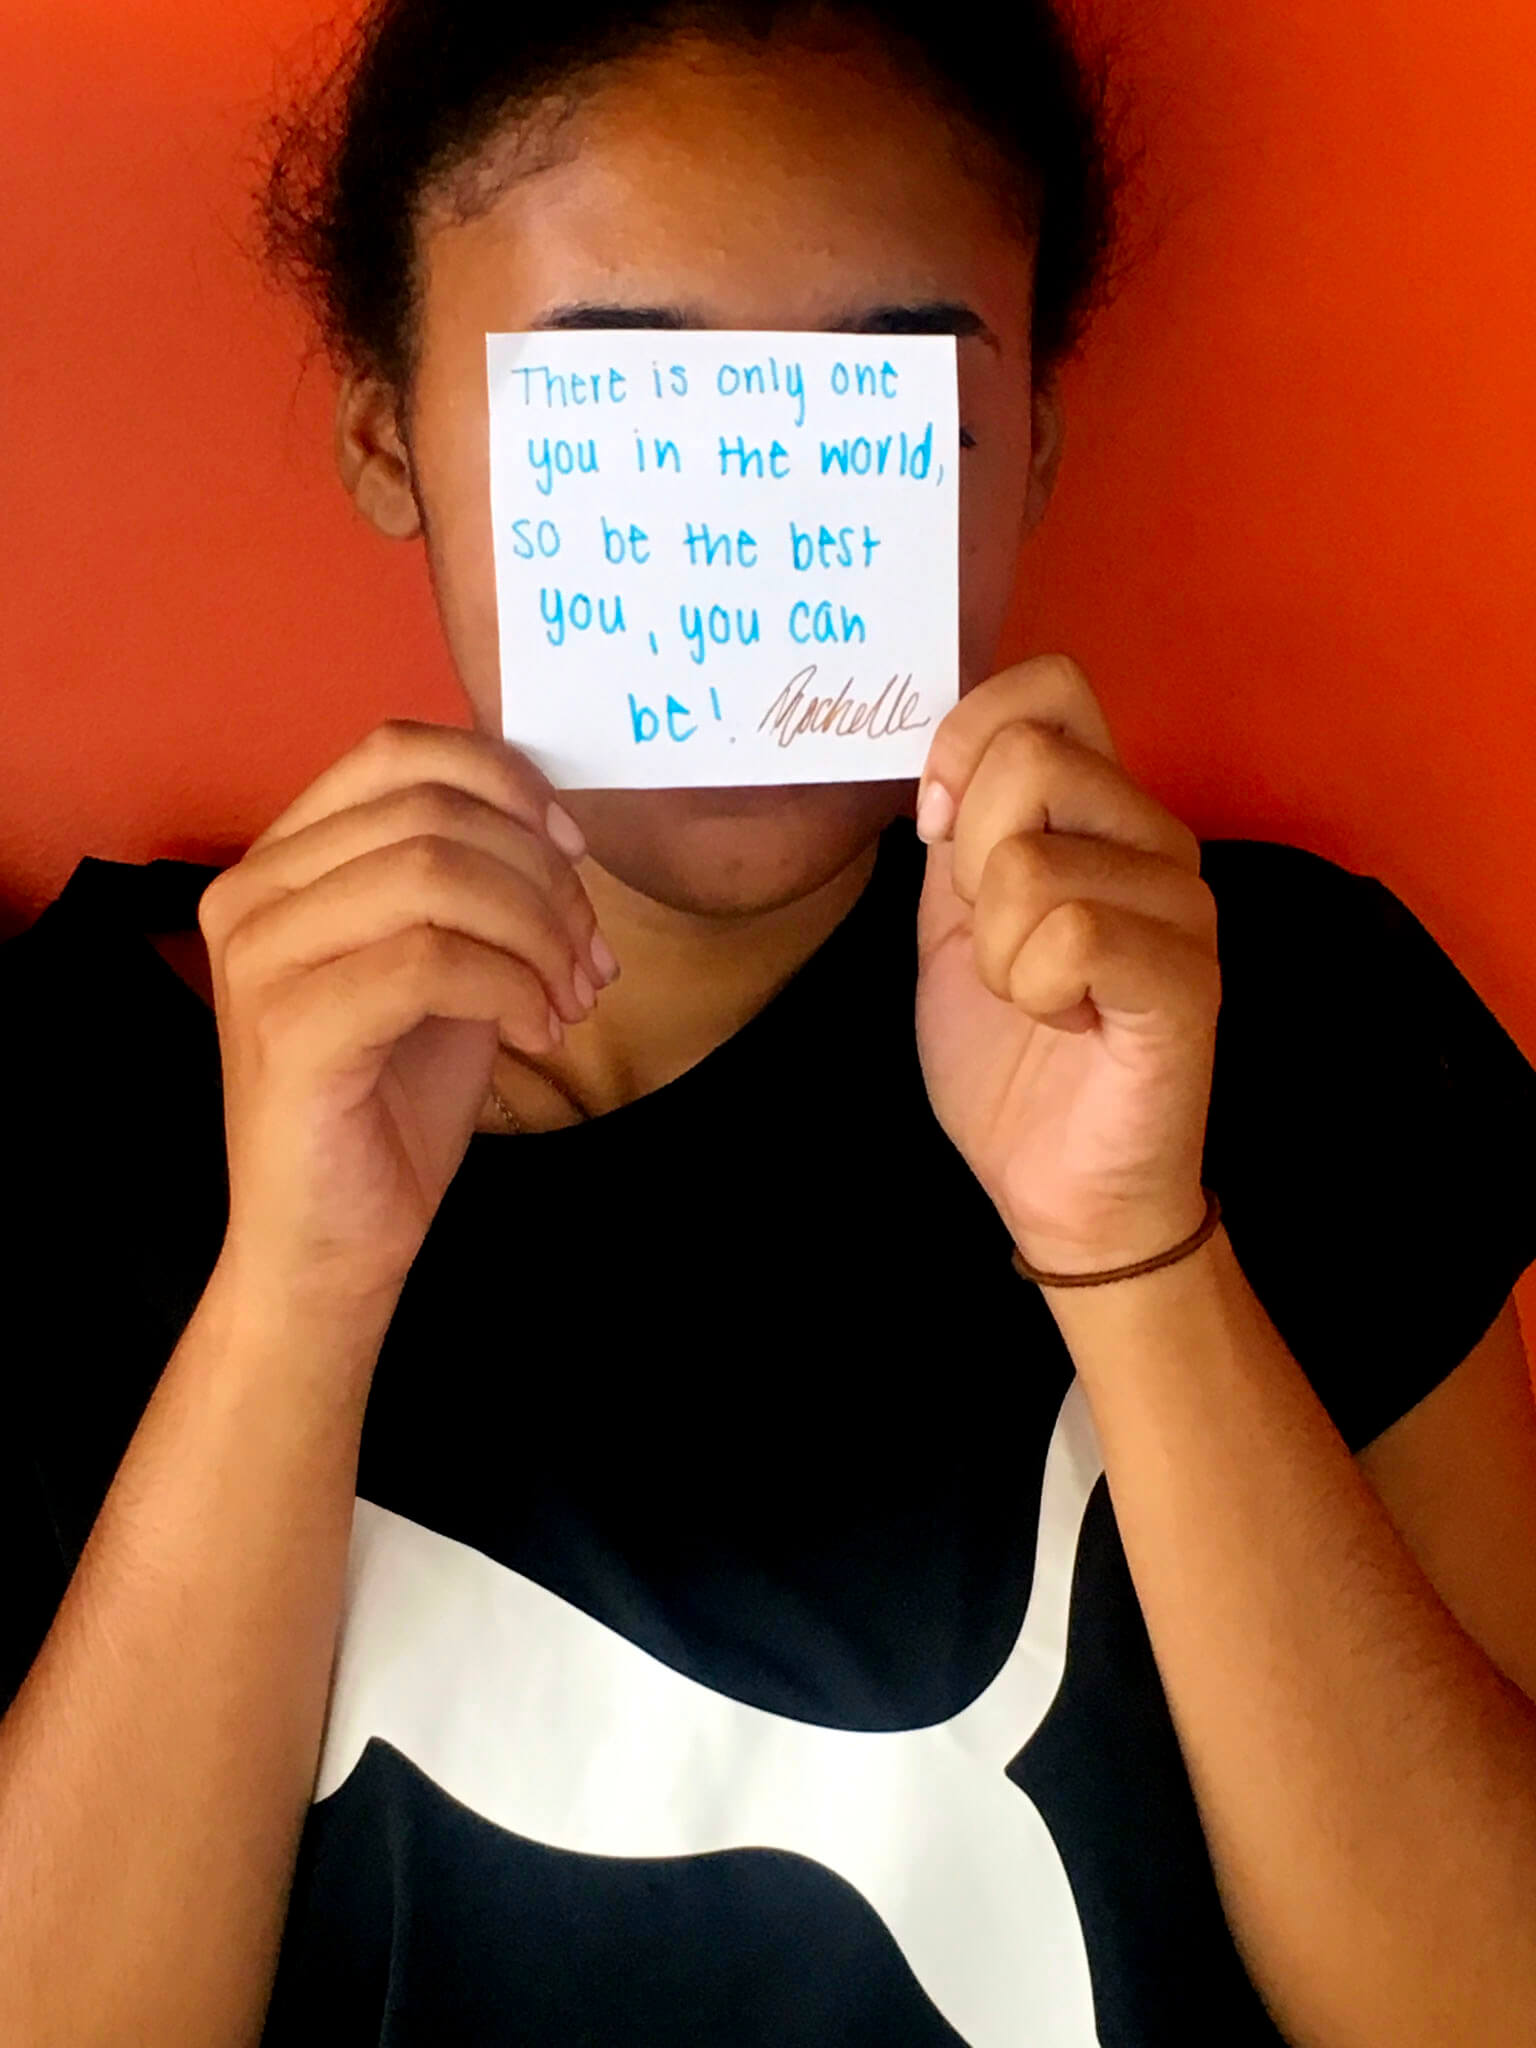 There is only one
you in the world,
so be the best
you, you can
be! Rochelle